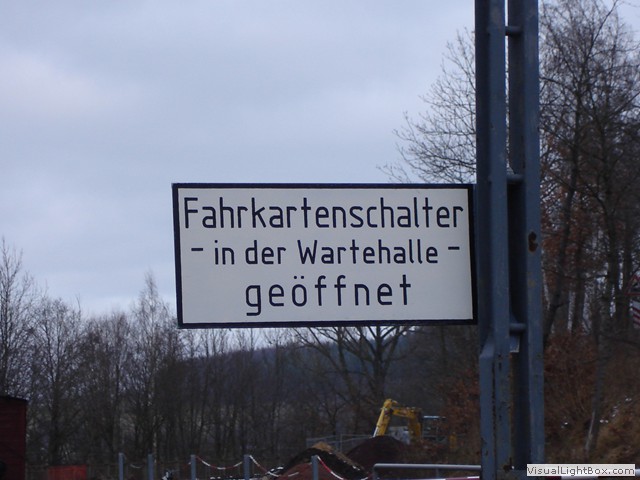 Fahrkartenschalter
- in der Wartehalle -
geöffnet
VisualLightBox.com